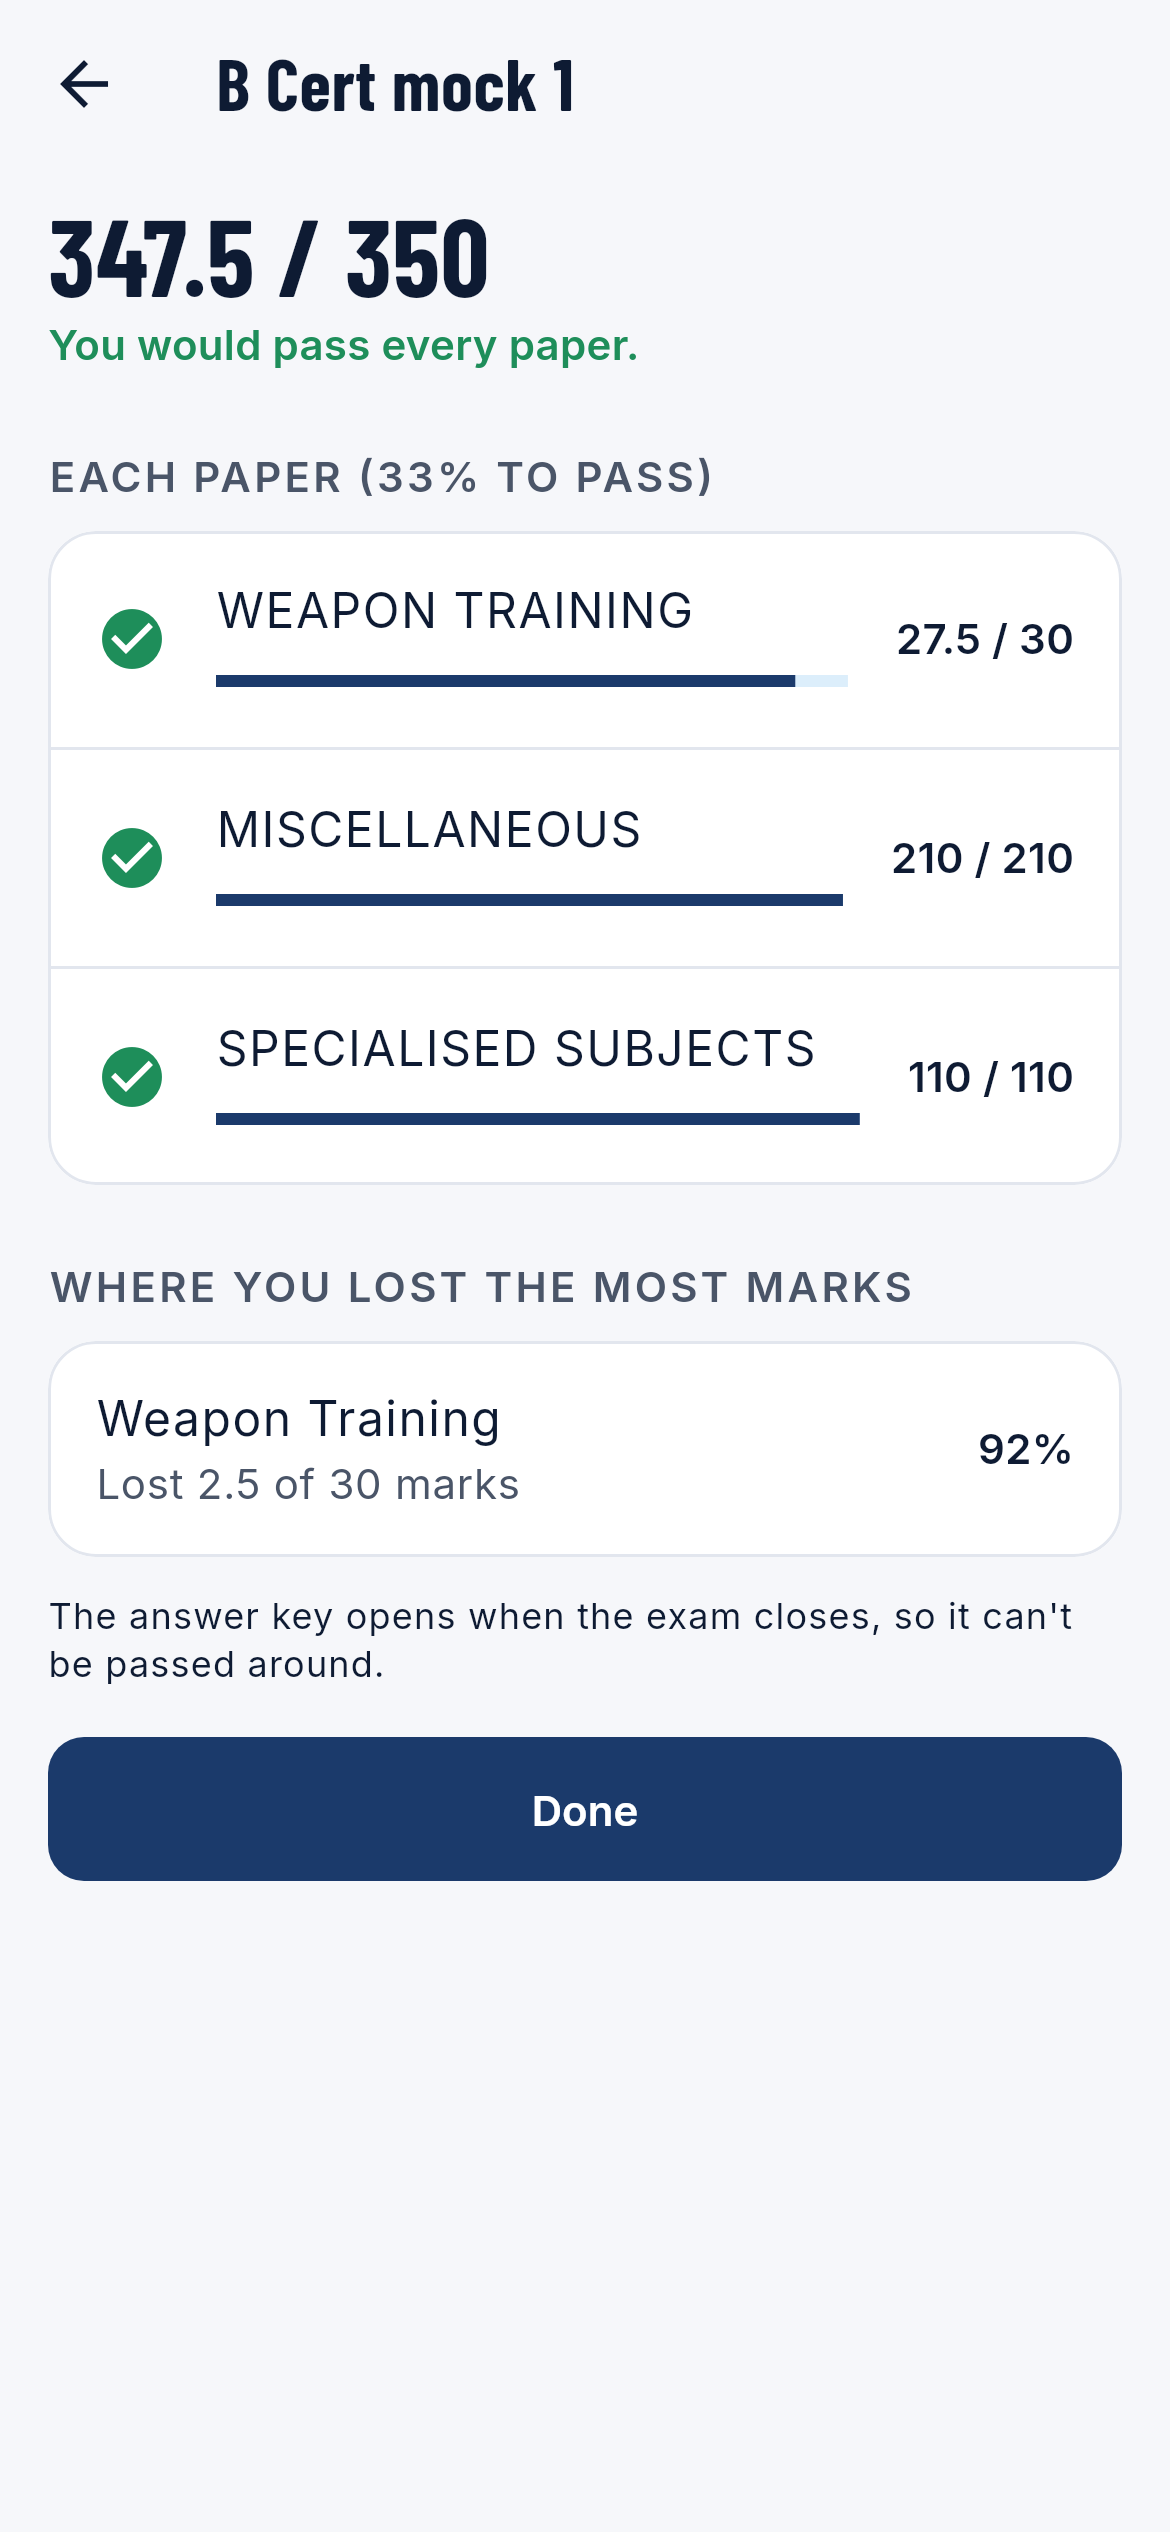 B Cert mock 1
347.5 / 350
You would pass every paper.
EACH PAPER (33% TO PASS)
WEAPON TRAINING
27.5 / 30
MISCELLANEOUS
210 / 210
SPECIALISED SUBJECTS
110 / 110
WHERE YOU LOST THE MOST MARKS
Weapon Training
Lost 2.5 of 30 marks
92%
The answer key opens when the exam closes, so it can't
be passed around.
Done